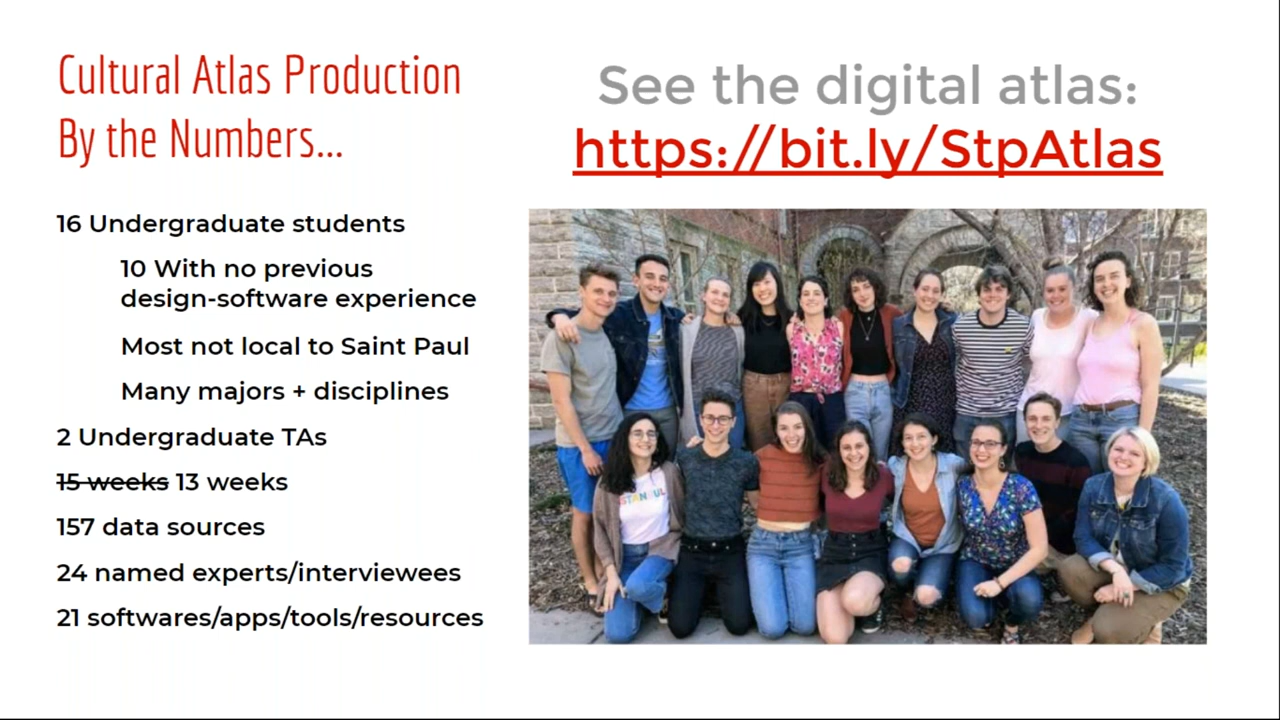 Cultural Atlas Production
By the Numbers...
See the digital atlas:
https://bit.ly/StpAtlas
16 Undergraduate students
10 With no previous
design-software experience
Most not local to Saint Paul
Many majors + disciplines
2 Undergraduate TAs
15 weeks 13 weeks
157 data sources
24 named experts/interviewees
21 softwares/apps/tools/resources